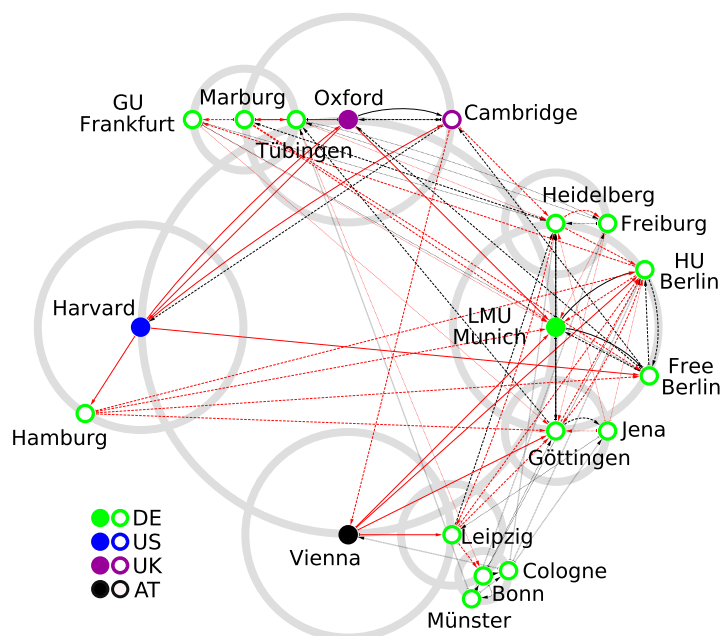 GU
Frankfurt
Marburg
Oxford
Cambridge
Tübingen
Heidelberg
Freiburg
HU
Berlin
Harvard
LMU
Munich
Free
Berlin
Hamburg
Jena
Göttingen
DE
US
UK
AT
Vienna
Leipzig
Cologne
Bonn
Münster